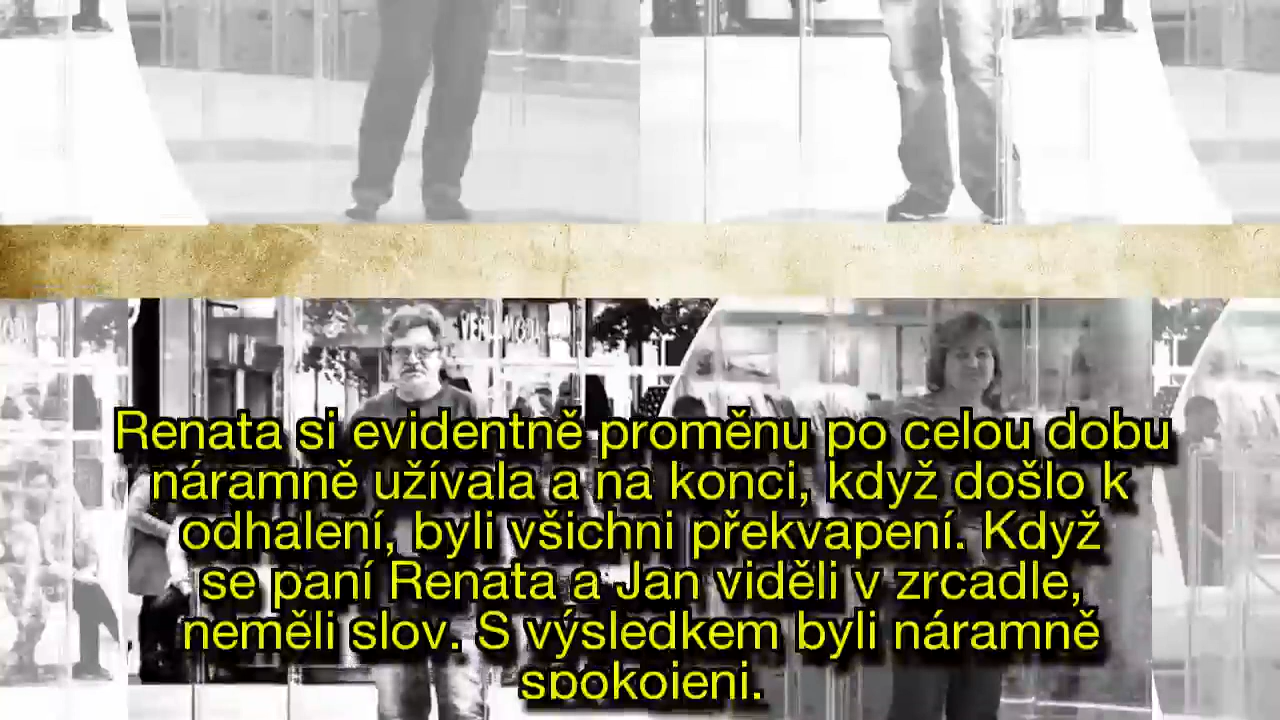 Renata si evidentně proměnu po celou dobu
náramně užívala a na konci, když došlo k
odhalení, byli všichni překvapení. Když
se paní Renata a Jan viděli v zrcadle,
neměli slov. S výsledkem byli náramně
spokojeni.